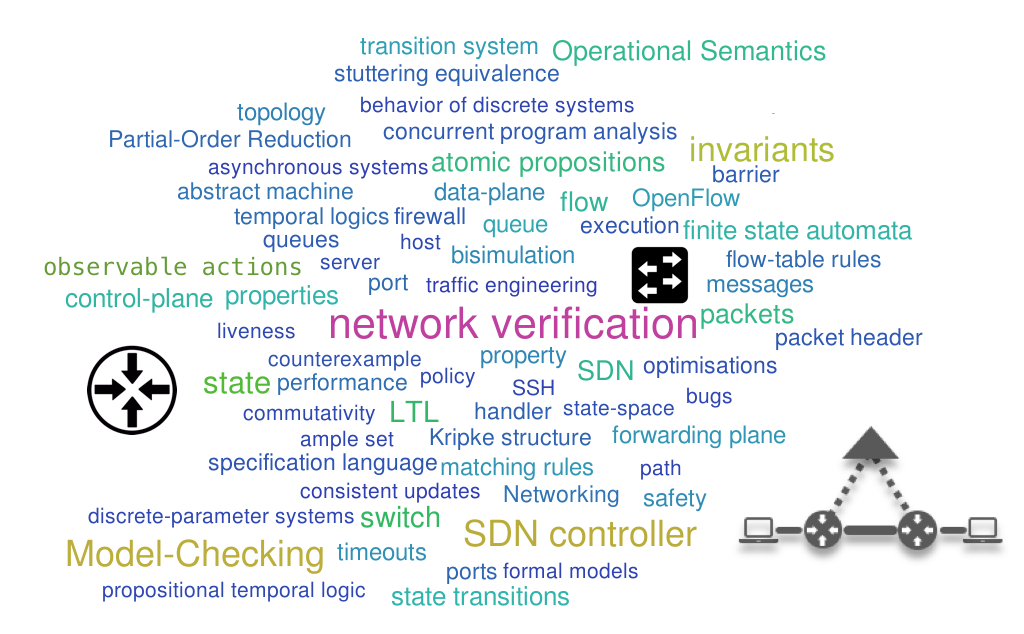 transition system Operational Semantics
stuttering equivalence
topology behavior of discrete systems
Partial-Order Reduction concurrent program analysis invariants
asynchronous systems atomic propositions barrier
abstract machine data-plane flow OpenFlow
temporal logics firewall queue execution finite state automata
queues host bisimulation flow-table rules
observable actions server port traffic engineering messages
control-plane properties
liveness network verification packets
packet header
counterexample property SDN optimisations
state performance policy SSH bugs
commutativity LTL handler state-space
ample set Kripke structure forwarding plane
specification language matching rules path
consistent updates Networking safety
discrete-parameter systems switch SDN controller
Model-Checking timeouts
ports formal models
propositional temporal logic state transitions